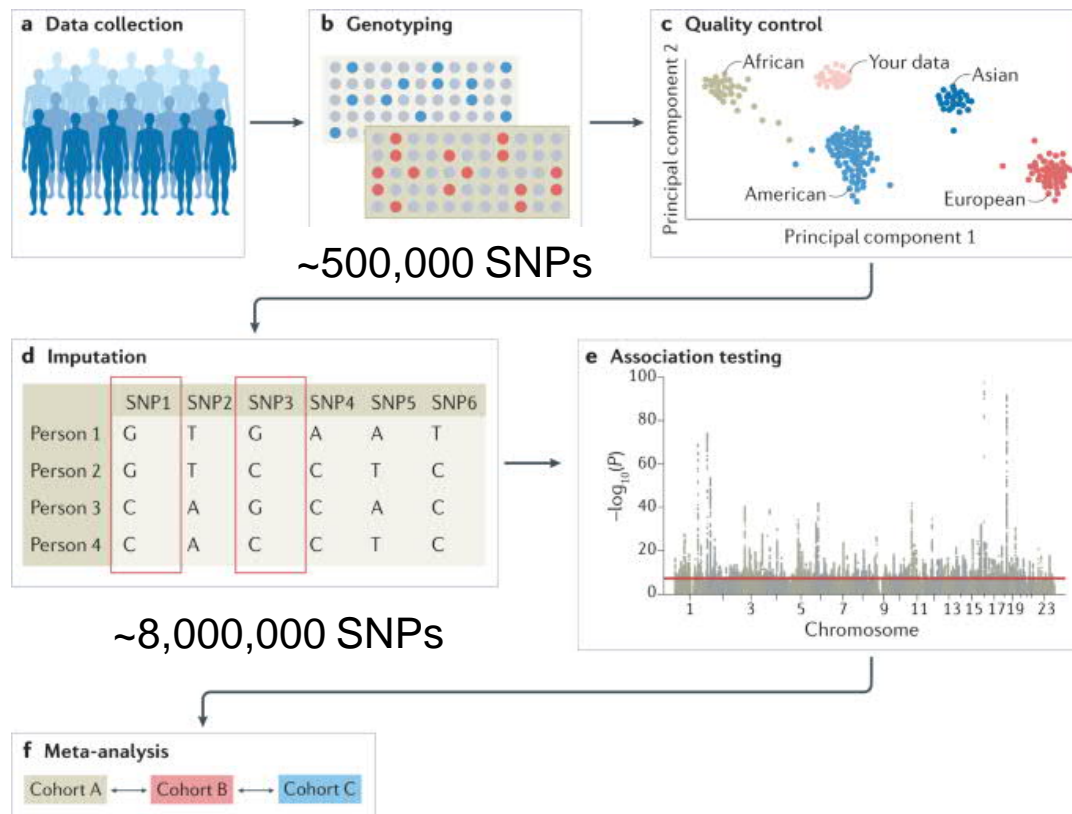 a Data collection
b Genotyping
c Quality control
Principal component 2
African
Your data
Asian
American
European
Principal component 1
~500,000 SNPs
d Imputation
SNP1 SNP2 SNP3 SNP4 SNP5 SNP6
Person 1 G T G A A T
Person 2 G T C C T C
Person 3 C A G C A C
Person 4 C A C C T C
~8,000,000 SNPs
e Association testing
–log10(P)
100
80
60
40
20
0
1 3 5 7 9 11 13 15 17 19 23
Chromosome
f Meta-analysis
Cohort A Cohort B Cohort C